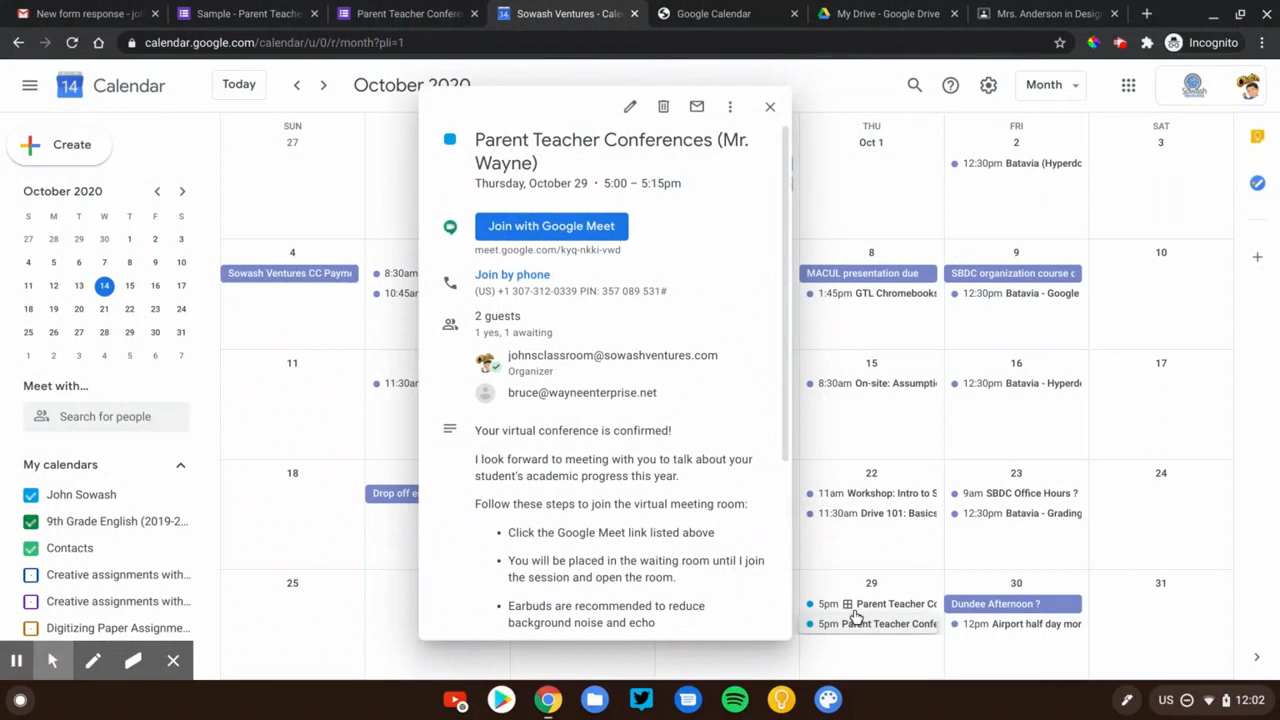 New form response - joh
Sample - Parent Teache
Parent Teacher Confere
Sowash Ventures - Cale
Google Calendar
My Drive - Google Drive
Mrs. Anderson in Design
calendar.google.com/calendar/u/0/r/month?pli=1
Incognito
14
Calendar
Today
October 2020
Month
Sowash
Create
October 2020
S M T W T F S
27 28 29 30 1 2 3
4 5 6 7 8 9 10
11 12 13 14 15 16 17
18 19 20 21 22 23 24
25 26 27 28 29 30 31
1 2 3 4 5 6 7
Meet with...
Search for people
My calendars
John Sowash
9th Grade English (2019-2...
Contacts
Creative assignments with...
Creative assignments with...
Digitizing Paper Assignme...
SUN
27
4
Sowash Ventures CC Payme
11
18
25
8:30am
10:45am
11:30am
Drop off e
Parent Teacher Conferences (Mr.
Wayne)
Thursday, October 29 • 5:00 – 5:15pm
Join with Google Meet
meet.google.com/kyq-nkki-vwd
Join by phone
(US) +1 307-312-0339 PIN: 357 089 531#
2 guests
1 yes, 1 awaiting
johnsclassroom@sowashventures.com
Organizer
bruce@wayneenterprise.net
Your virtual conference is confirmed!
I look forward to meeting with you to talk about your
student's academic progress this year.
Follow these steps to join the virtual meeting room:
• Click the Google Meet link listed above
• You will be placed in the waiting room until I join
the session and open the room.
• Earbuds are recommended to reduce
background noise and echo
THU
Oct 1
8
MACUL presentation due
1:45pm GTL Chromebooks
15
8:30am On-site: Assumpti
22
11am Workshop: Intro to S
11:30am Drive 101: Basics
29
5pm Parent Teacher Co
5pm Parent Teacher Confe
FRI
2
12:30pm Batavia (Hyperdo
9
SBDC organization course d
12:30pm Batavia - Google
16
12:30pm Batavia - Hyperd
23
9am SBDC Office Hours ?
12:30pm Batavia - Grading
30
Dundee Afternoon ?
12pm Airport half day mor
SAT
3
10
17
24
31
US
12:02